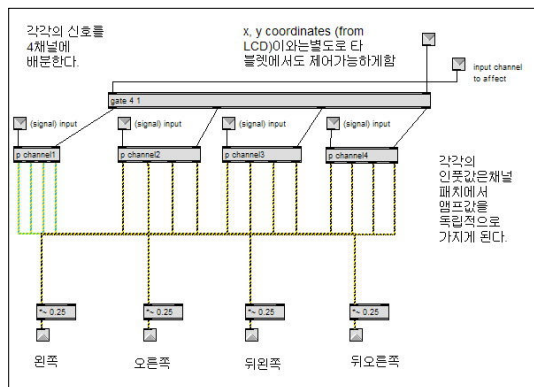 각각의 신호를
4채널에
배분한다.
x, y coordinates (from
LCD)이와는별도로 타
블렛에서도 제어가능하게함
input channel
to affect
gate 4 1
(signal) input
(signal) input
(signal) input
(signal) input
p channel1
p channel2
p channel3
p channel4
각각의
인풋값은채널
패치에서
앰프값을
독립적으로
가지게 된다.
*~ 0.25
*~ 0.25
*~ 0.25
*~ 0.25
왼쪽
오른쪽
뒤왼쪽
뒤오른쪽